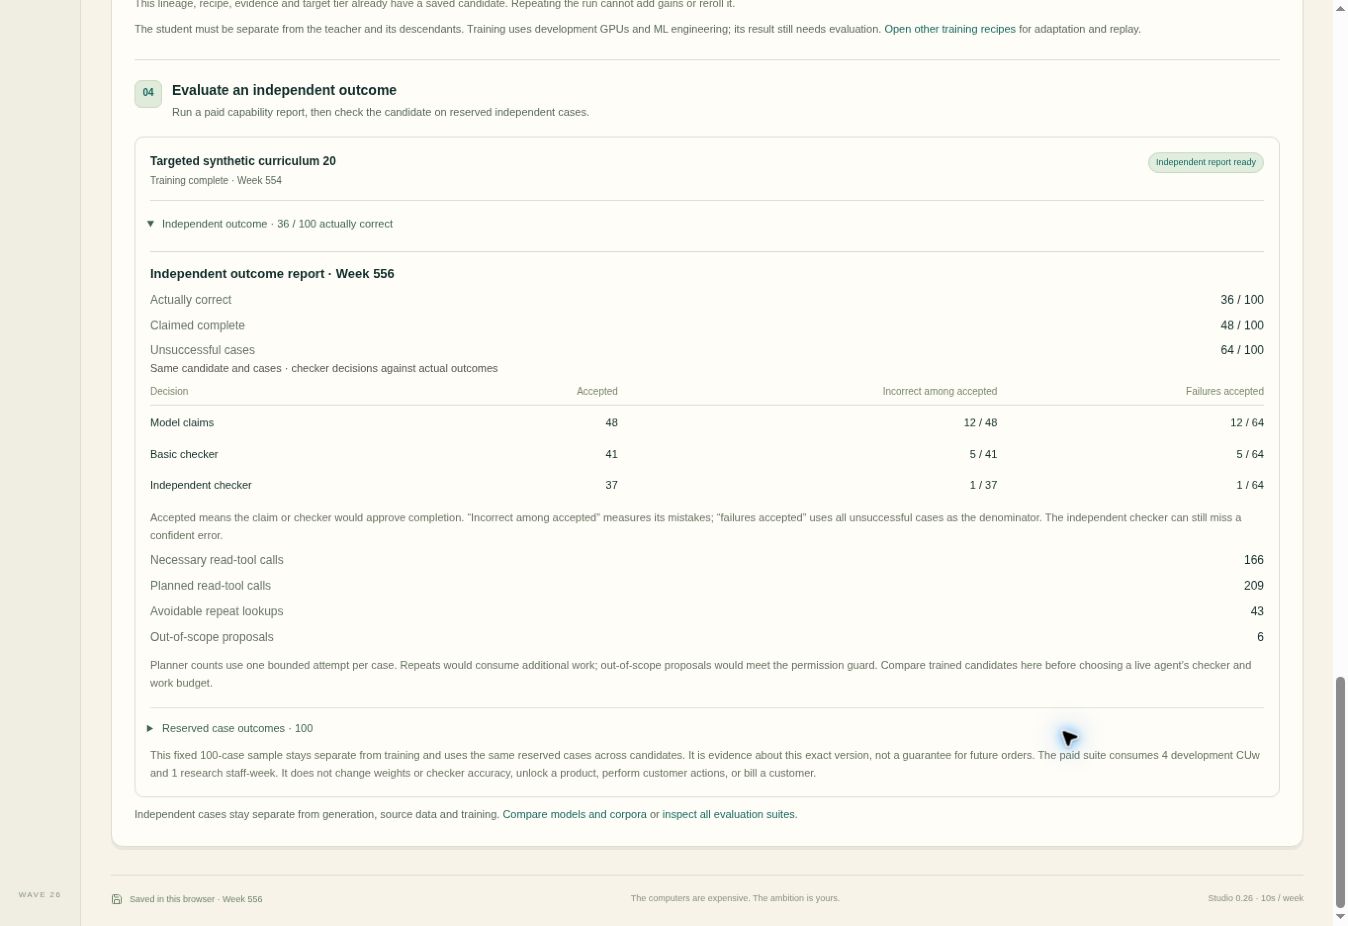 This lineage, recipe, evidence and target tier already have a saved candidate. Repeating the run cannot add gains or reroll it.
The student must be separate from the teacher and its descendants. Training uses development GPUs and ML engineering; its result still needs evaluation. Open other training recipes for adaptation and replay.
04
Evaluate an independent outcome
Run a paid capability report, then check the candidate on reserved independent cases.
Targeted synthetic curriculum 20
Independent report ready
Training complete · Week 554
Independent outcome · 36 / 100 actually correct
Independent outcome report · Week 556
Actually correct 36 / 100
Claimed complete 48 / 100
Unsuccessful cases 64 / 100
Same candidate and cases · checker decisions against actual outcomes
Decision Accepted Incorrect among accepted Failures accepted
Model claims 48 12 / 48 12 / 64
Basic checker 41 5 / 41 5 / 64
Independent checker 37 1 / 37 1 / 64
Accepted means the claim or checker would approve completion. “Incorrect among accepted” measures its mistakes; “failures accepted” uses all unsuccessful cases as the denominator. The independent checker can still miss a
confident error.
Necessary read-tool calls 166
Planned read-tool calls 209
Avoidable repeat lookups 43
Out-of-scope proposals 6
Planner counts use one bounded attempt per case. Repeats would consume additional work; out-of-scope proposals would meet the permission guard. Compare trained candidates here before choosing a live agent's checker and
work budget.
Reserved case outcomes · 100
This fixed 100-case sample stays separate from training and uses the same reserved cases across candidates. It is evidence about this exact version, not a guarantee for future orders. The paid suite consumes 4 development CUw
and 1 research staff-week. It does not change weights or checker accuracy, unlock a product, perform customer actions, or bill a customer.
Independent cases stay separate from generation, source data and training. Compare models and corpora or inspect all evaluation suites.
WAVE 26
Saved in this browser · Week 556
The computers are expensive. The ambition is yours.
Studio 0.26 · 10s / week